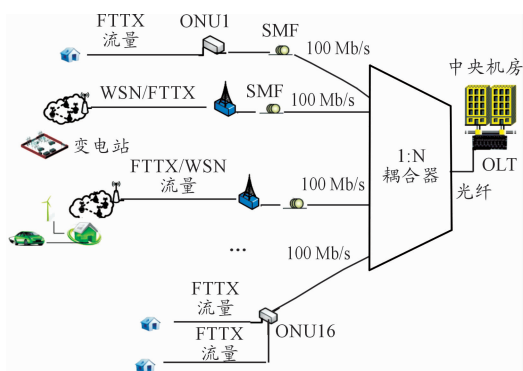 FTTX
流量
ONU1
SMF
100 Mb/s
中央机房
WSN/FTTX
SMF
100 Mb/s
变电站
1:N
耦合器
OLT
光纤
FTTX/WSN
流量
100 Mb/s
...
100 Mb/s
FTTX
流量
FTTX
流量
ONU16